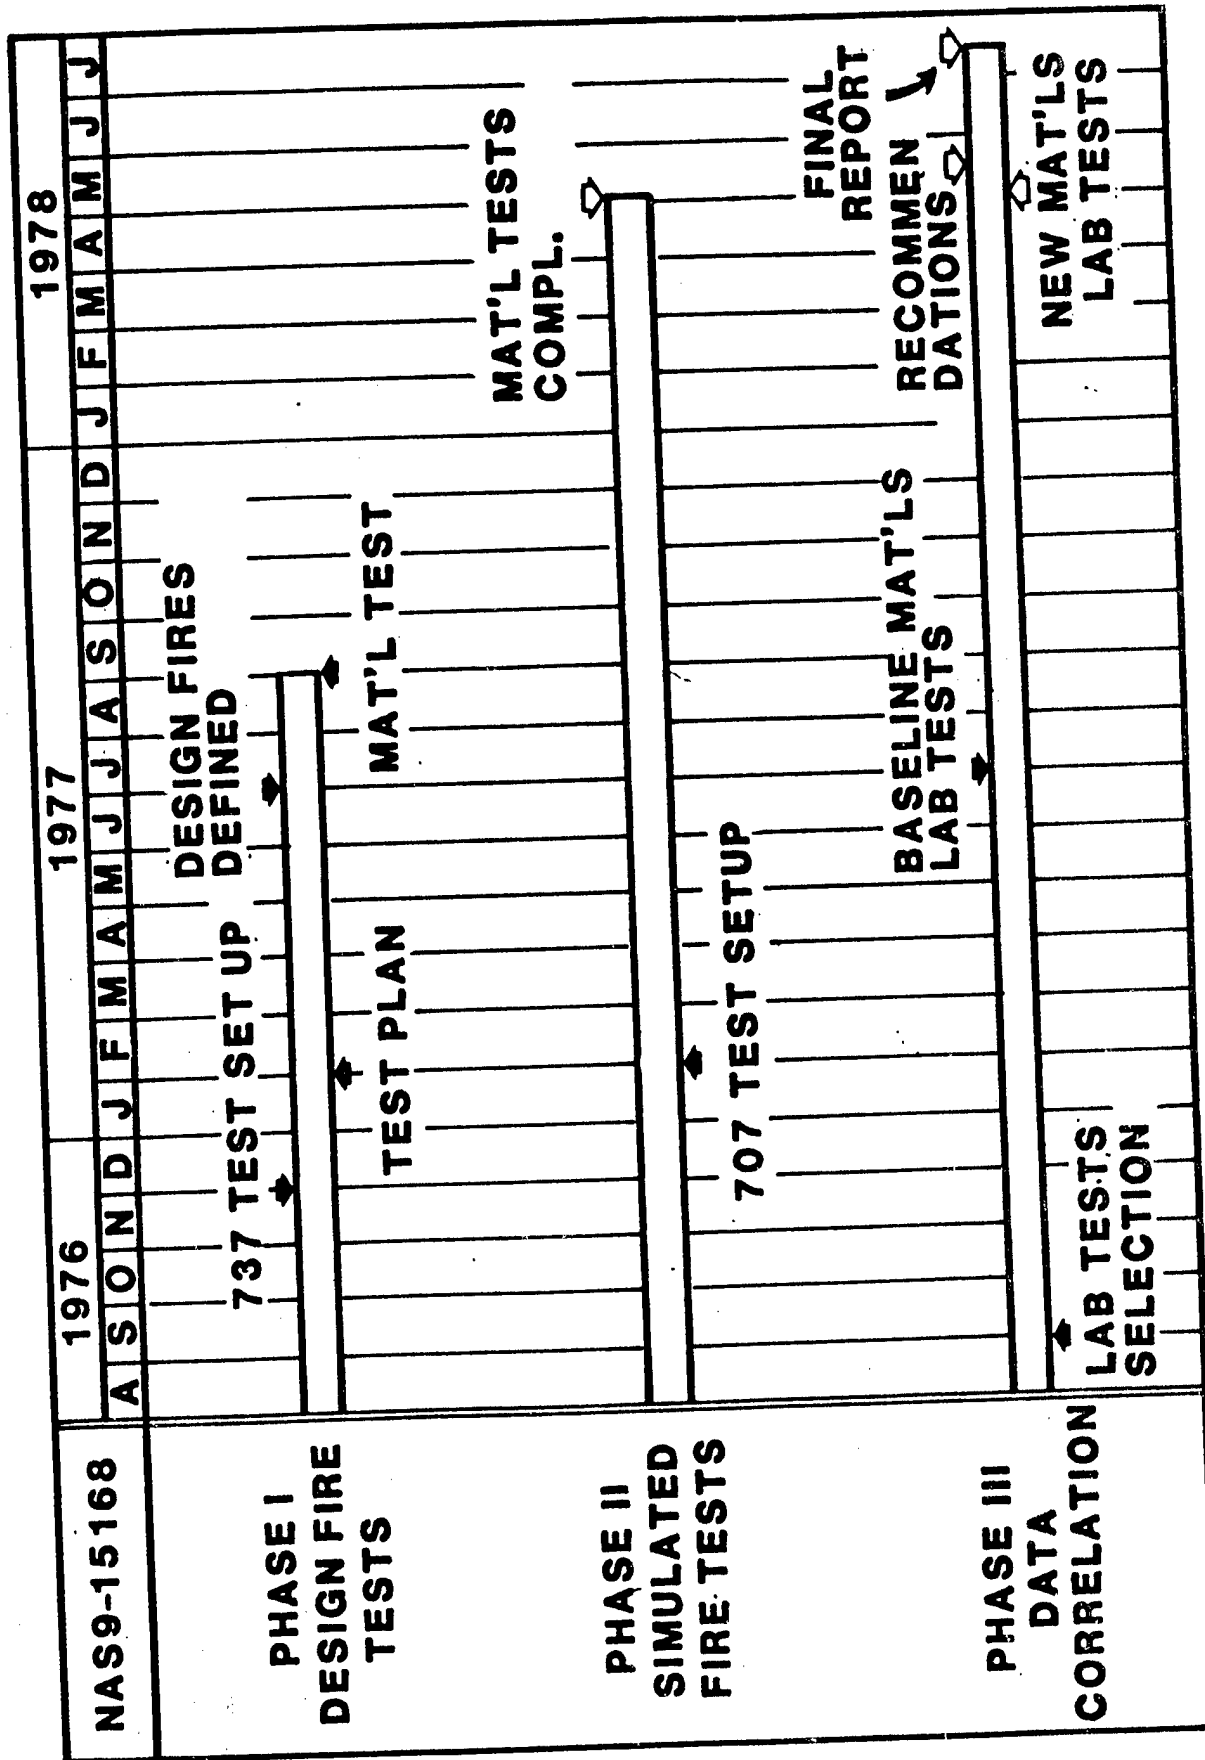 NAS9-15168
1976
1977
1978
A S O N D J F M A M J J A S O N D J F M A M J J
PHASE I
DESIGN FIRE
TESTS
737 TEST SET UP
DESIGN FIRES
DEFINED
TEST PLAN
MAT'L TEST
PHASE II
SIMULATED
FIRE TESTS
MAT'L TESTS
COMPL.
707 TEST SETUP
PHASE III
DATA
CORRELATION
LAB TESTS
SELECTION
BASELINE MAT'LS
LAB TESTS
RECOMMEN
DATIONS
FINAL
REPORT
NEW MAT'LS
LAB TESTS